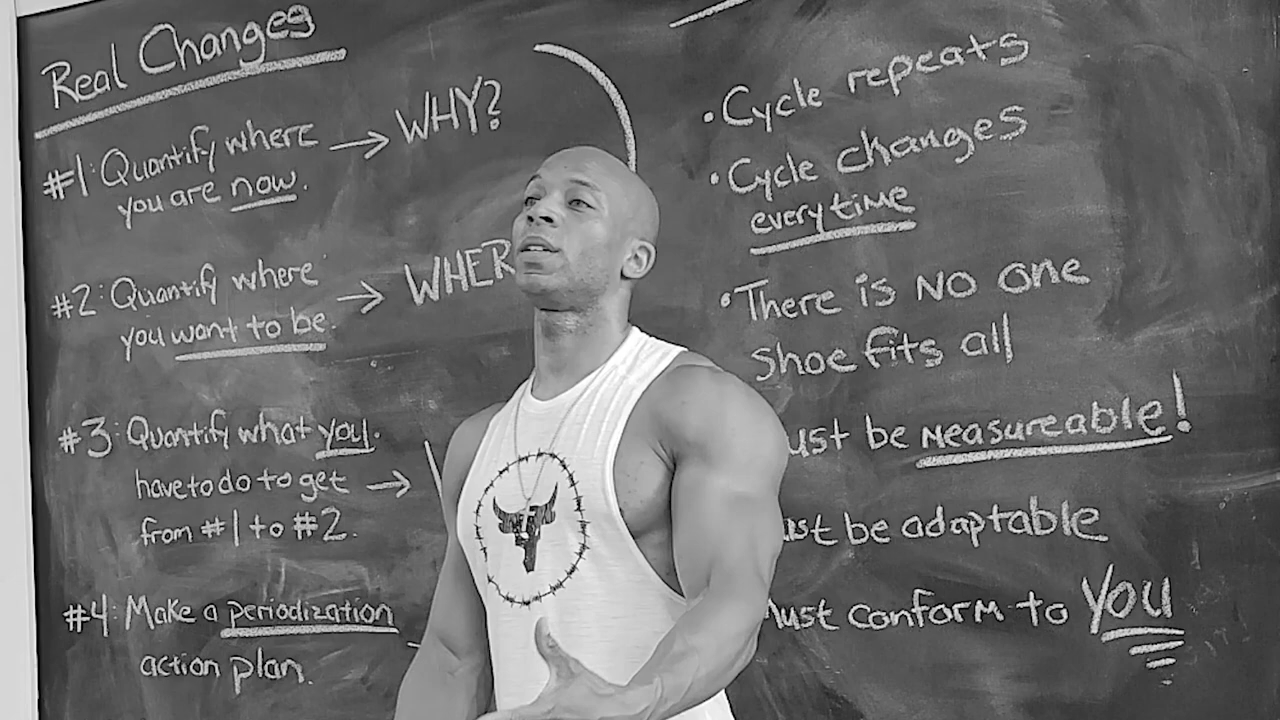 Real Changes
#1: Quantify where → WHY?
you are now.
#2: Quantify where → WHER
you want to be.
#3: Quantify what you.
have to do to get →
from #1 to #2.
#4: Make a periodization
action plan.
• Cycle repeats
• Cycle changes
every time
• There is NO one
Shoe fits all
ust be measureable!
ust be adaptable
Must conform to YOU